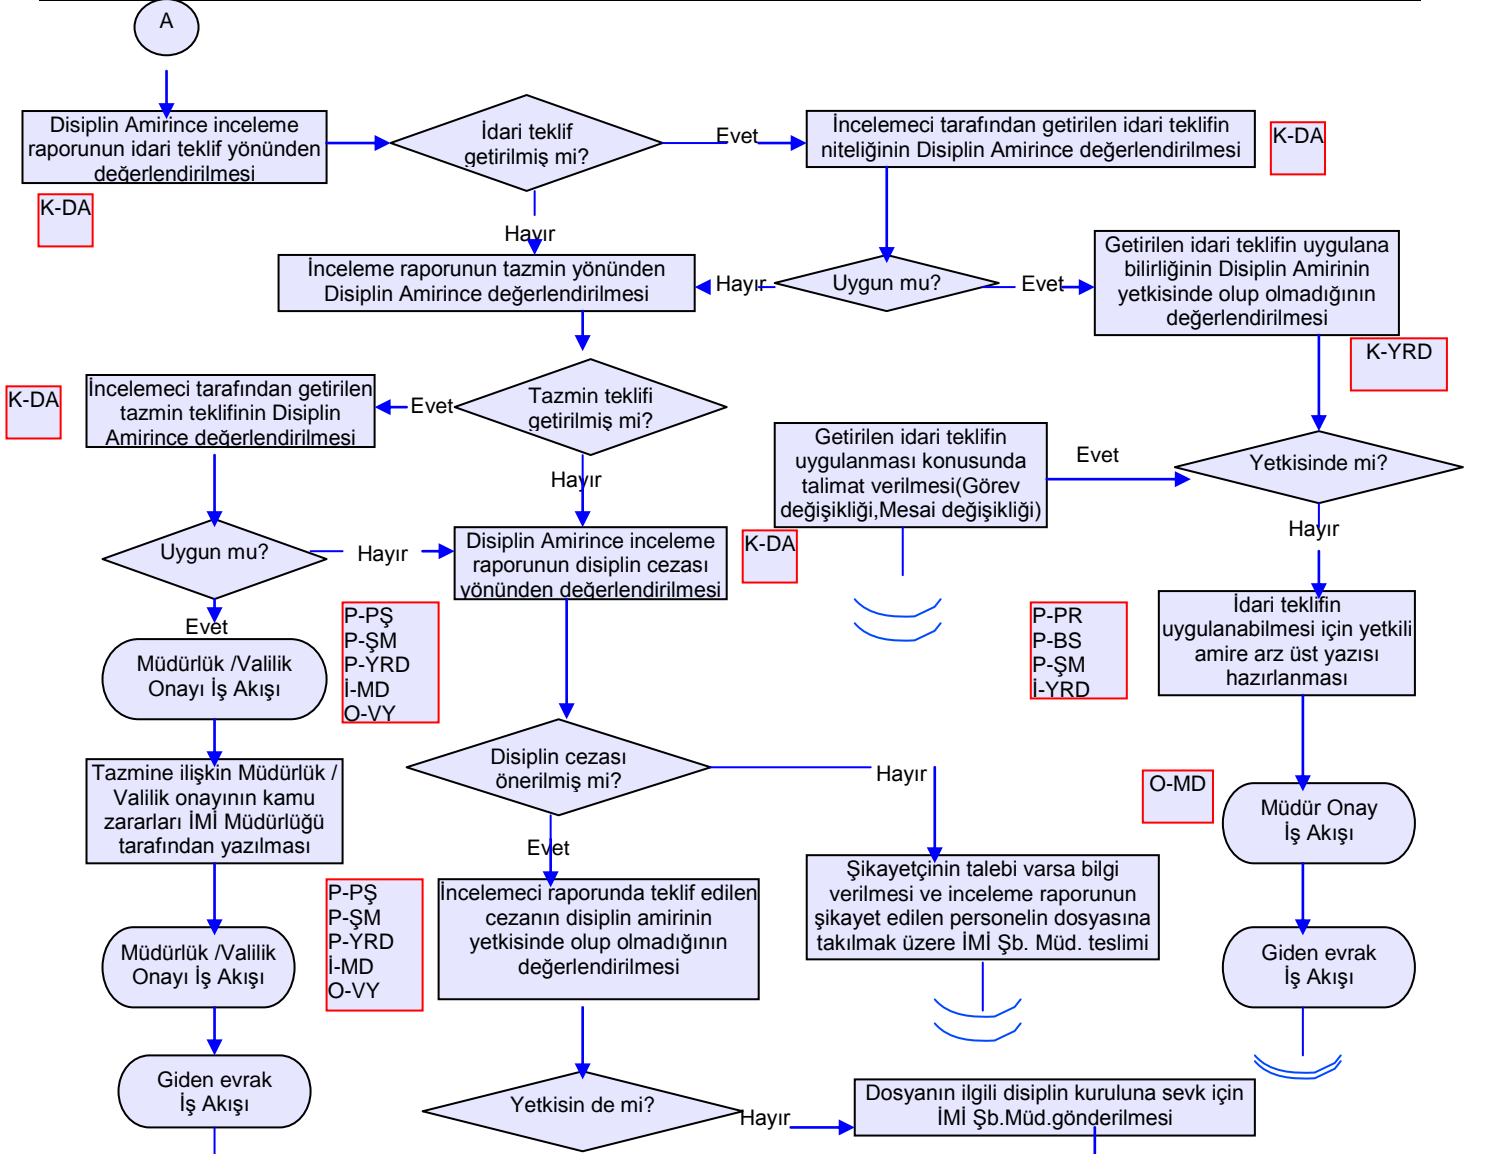 A
Disiplin Amirince inceleme
raporunun idari teklif yönünden
değerlendirilmesi
K-DA
İdari teklif
getirilmiş mi?
Evet
İncelemeci tarafından getirilen idari teklifin
niteliğinin Disiplin Amirince değerlendirilmesi
K-DA
Hayır
İnceleme raporunun tazmin yönünden
Disiplin Amirince değerlendirilmesi
Hayır
Uygun mu?
Evet
Getirilen idari teklifin uygulana
bilirliğinin Disiplin Amirinin
yetkisinde olup olmadığının
değerlendirilmesi
K-YRD
K-DA
İncelemeci tarafından getirilen
tazmin teklifinin Disiplin
Amirince değerlendirilmesi
Evet
Tazmin teklifi
getirilmiş mi?
Hayır
Getirilen idari teklifin
uygulanması konusunda
talimat verilmesi(Görev
değişikliği,Mesai değişikliği)
Evet
Yetkisinde mi?
Hayır
Uygun mu?
Hayır
Disiplin Amirince inceleme
raporunun disiplin cezası
yönünden değerlendirilmesi
K-DA
Evet
Müdürlük /Valilik
Onayı İş Akışı
P-PŞ
P-ŞM
P-YRD
İ-MD
O-VY
P-PR
P-BS
P-ŞM
İ-YRD
İdari teklifin
uygulanabilmesi için yetkili
amire arz üst yazısı
hazırlanması
Tazmine ilişkin Müdürlük /
Valilik onayının kamu
zararları İMİ Müdürlüğü
tarafından yazılması
Disiplin cezası
önerilmiş mi?
Hayır
O-MD
Müdür Onay
İş Akışı
Evet
Şikayetçinin talebi varsa bilgi
verilmesi ve inceleme raporunun
şikayet edilen personelin dosyasına
takılmak üzere İMİ Şb. Müd. teslimi
P-PŞ
P-ŞM
P-YRD
İ-MD
O-VY
İncelemeci raporunda teklif edilen
cezanın disiplin amirinin
yetkisinde olup olmadığının
değerlendirilmesi
Müdürlük /Valilik
Onayı İş Akışı
Giden evrak
İş Akışı
Giden evrak
İş Akışı
Yetkisin de mi?
Hayır
Dosyanın ilgili disiplin kuruluna sevk için
İMİ Şb.Müd.gönderilmesi